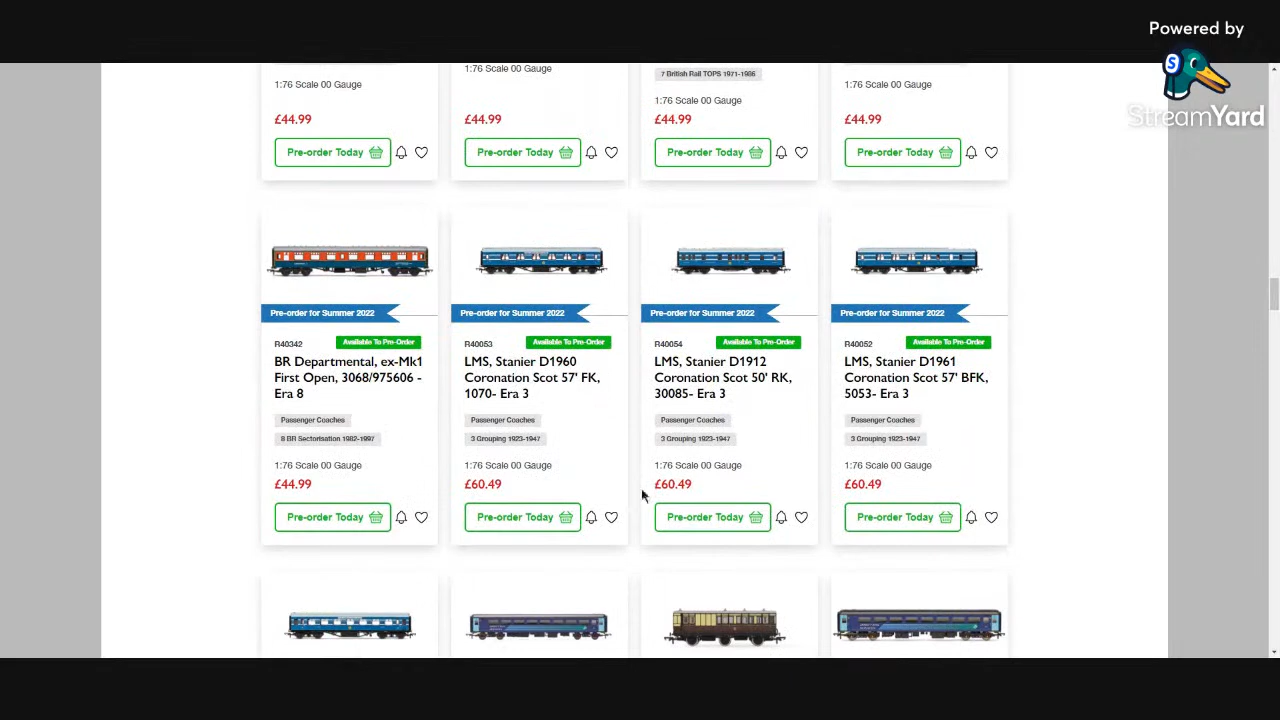 Powered by
StreamYard
1:76 Scale 00 Gauge
£44.99
Pre-order Today
1:76 Scale 00 Gauge
£44.99
Pre-order Today
7 British Rail TOPS 1971-1986
1:76 Scale 00 Gauge
£44.99
Pre-order Today
1:76 Scale 00 Gauge
£44.99
Pre-order Today
Pre-order for Summer 2022
R40342
Available To Pre-Order
BR Departmental, ex-Mk1
First Open, 3068/975606 -
Era 8
Passenger Coaches
8 BR Sectorisation 1982-1997
1:76 Scale 00 Gauge
£44.99
Pre-order Today
Pre-order for Summer 2022
R40053
Available To Pre-Order
LMS, Stanier D1960
Coronation Scot 57' FK,
1070- Era 3
Passenger Coaches
3 Grouping 1923-1947
1:76 Scale 00 Gauge
£60.49
Pre-order Today
Pre-order for Summer 2022
R40054
Available To Pre-Order
LMS, Stanier D1912
Coronation Scot 50' RK,
30085- Era 3
Passenger Coaches
3 Grouping 1923-1947
1:76 Scale 00 Gauge
£60.49
Pre-order Today
Pre-order for Summer 2022
R40052
Available To Pre-Order
LMS, Stanier D1961
Coronation Scot 57' BFK,
5053- Era 3
Passenger Coaches
3 Grouping 1923-1947
1:76 Scale 00 Gauge
£60.49
Pre-order Today